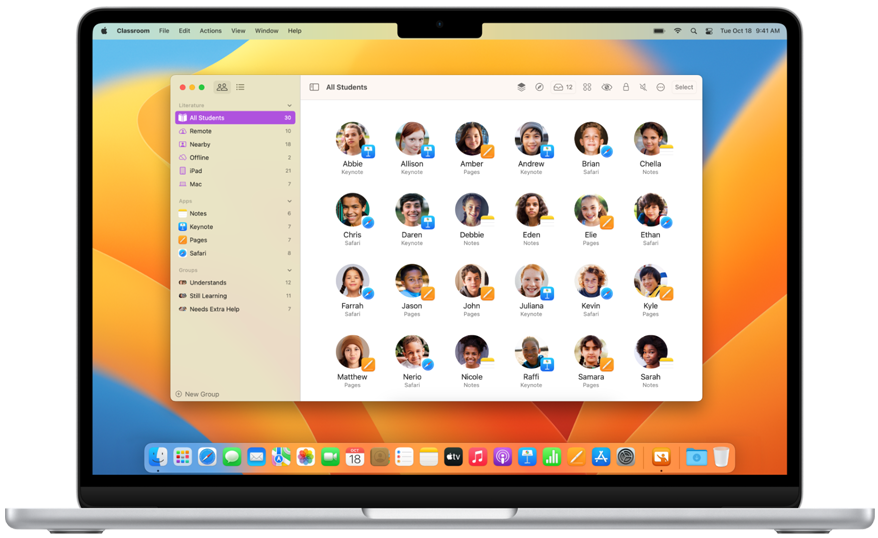 Classroom File Edit Actions View Window Help Tue Oct 18 9:41 AM
All Students 12 Select
Literature
All Students 30
Remote 10
Nearby 18
Offline 2
iPad 21
Mac 7
Apps
Notes 6
Keynote 7
Pages 7
Safari 8
Groups
Understands 12
Still Learning 11
Needs Extra Help 7
New Group
Abbie Allison Amber Andrew Brian Chella
Keynote Keynote Pages Keynote Safari Notes
Chris Daren Debbie Eden Elie Ethan
Safari Keynote Notes Notes Pages Safari
Farrah Jason John Juliana Kevin Kyle
Safari Pages Pages Keynote Safari Pages
Matthew Nerio Nicole Raffi Samara Sarah
Pages Safari Notes Keynote Pages Notes
OCT
18
tv